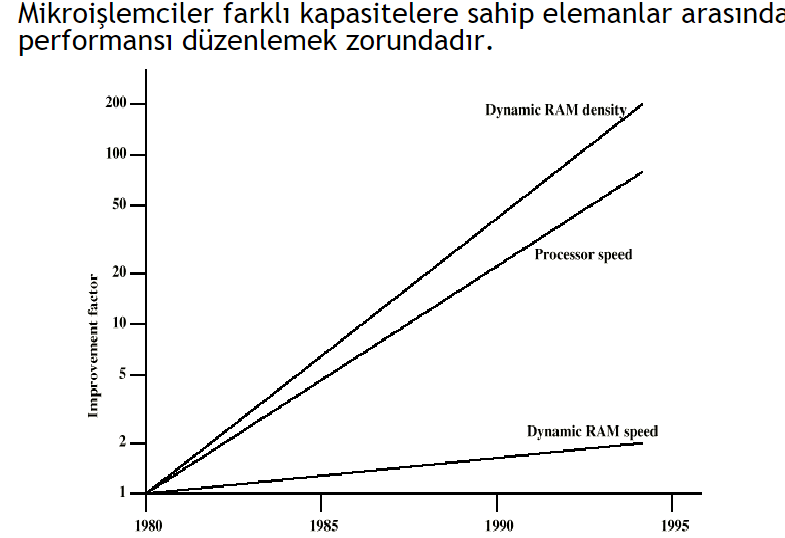 Mikroişlemciler farklı kapasitelere sahip elemanlar arasında
performansı düzenlemek zorundadır.
200
Dynamic RAM density
100
50
Processor speed
20
10
Improvement factor
5
Dynamic RAM speed
2
1
1980 1985 1990 1995